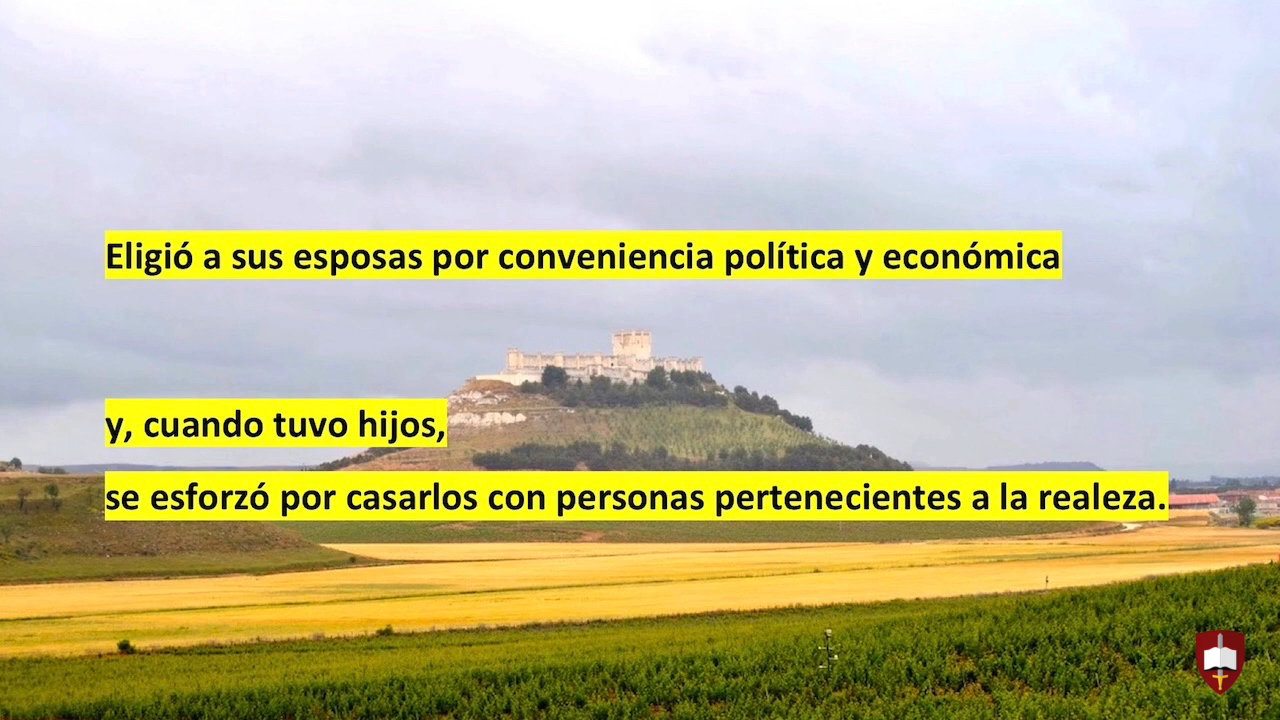 Eligió a sus esposas por conveniencia política y económica
y, cuando tuvo hijos,
se esforzó por casarlos con personas pertenecientes a la realeza.